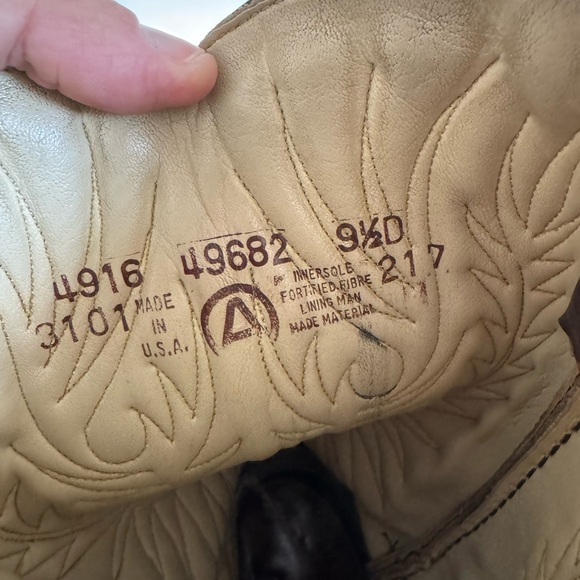 4916 49682 9½D
3101 MADE IN U.S.A.
INNERSOLE
FORTIFIED FIBRE
LINING MAN
MADE MATERIAL
217